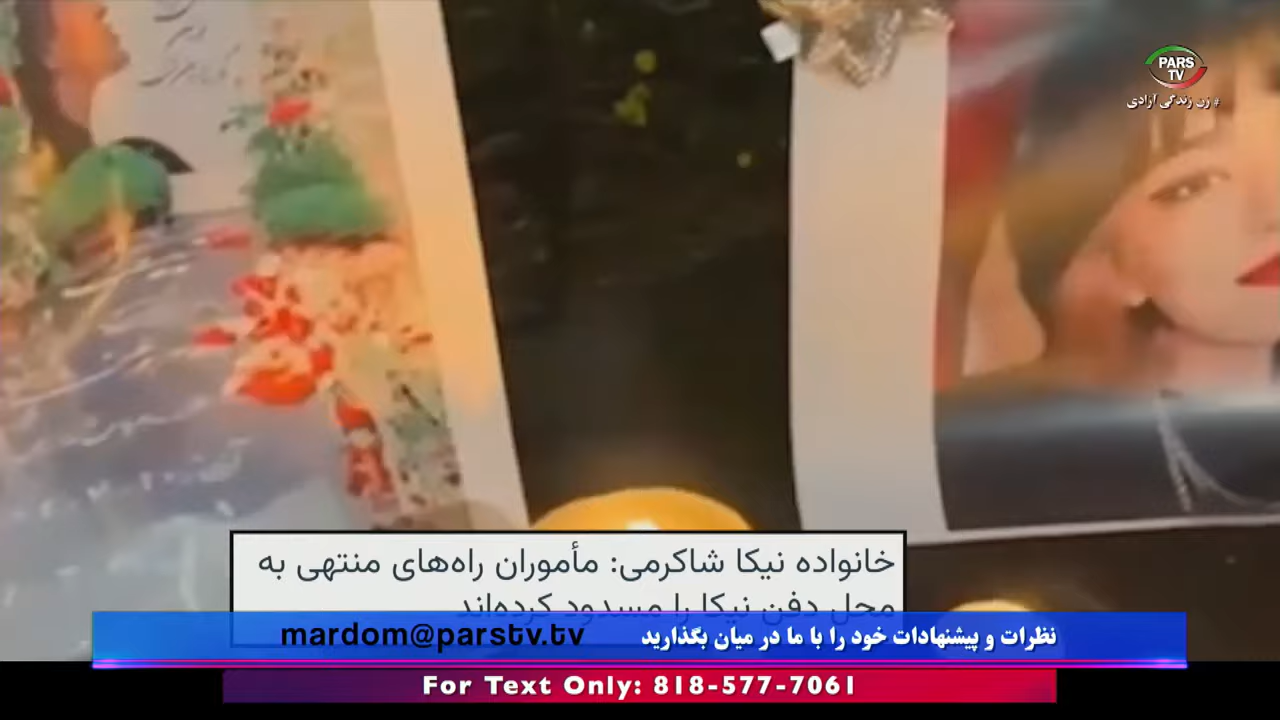 PARS
TV
# زن زندگی آزادی
خانواده نیکا شاکرمی: مأموران راه‌های منتهی به
محل دفن نیکا را مسدود کرده‌اند
نظرات و پیشنهادات خود را با ما در میان بگذارید mardom@parstv.tv
For Text Only: 818-577-7061